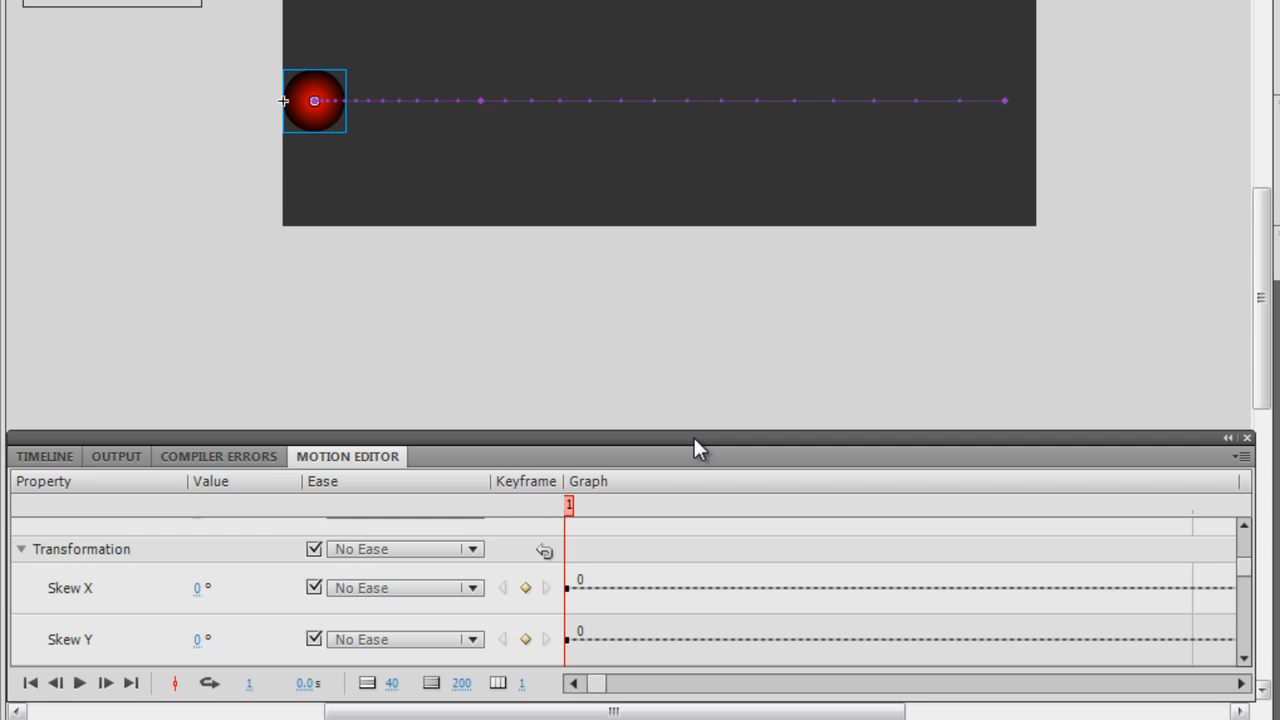 TIMELINE OUTPUT COMPILER ERRORS MOTION EDITOR
Property Value Ease Keyframe Graph
1
Transformation No Ease
Skew X 0 ° No Ease 0
Skew Y 0 ° No Ease 0
1 0.0 s 40 200 1